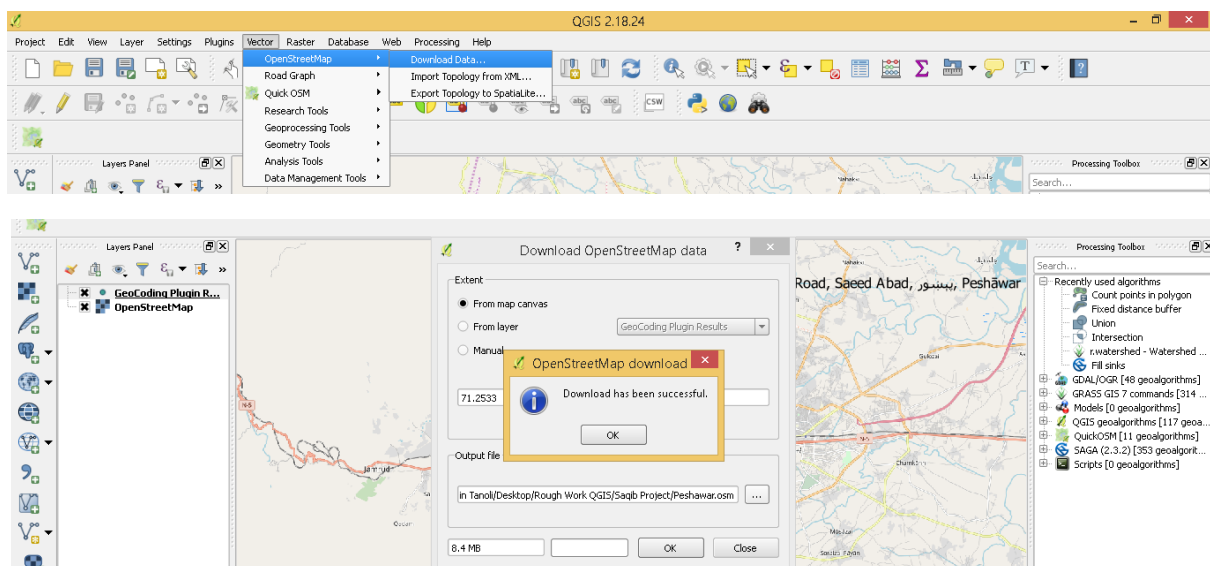 QGIS 2.18.24
Project Edit View Layer Settings Plugins Vector Raster Database Web Processing Help
OpenStreetMap
Download Data...
Road Graph
Import Topology from XML...
Quick OSM
Export Topology to SpatiaLite...
Research Tools
Geoprocessing Tools
Geometry Tools
Analysis Tools
Data Management Tools
CSW
Layers Panel
Processing Toolbox
Search...
Layers Panel
GeoCoding Plugin R...
OpenStreetMap
N-5
Jamrud
Download OpenStreetMap data
Extent
From map canvas
From layer
GeoCoding Plugin Results
Manual
71.2533
OpenStreetMap download
Download has been successful.
OK
Output file
in Tanoli/Desktop/Rough Work QGIS/Saqib Project/Peshawar.osm
...
8.4 MB
OK
Close
Road, Saeed Abad, پېښور, Peshāwar
N-5
Processing Toolbox
Search...
Recently used algorithms
Count points in polygon
Fixed distance buffer
Union
Intersection
r.watershed - Watershed ...
Fill sinks
GDAL/OGR [48 geoalgorithms]
GRASS GIS 7 commands [314 ...
Models [0 geoalgorithms]
QGIS geoalgorithms [117 geoa...
QuickOSM [11 geoalgorithms]
SAGA (2.3.2) [353 geoalgorit...
Scripts [0 geoalgorithms]